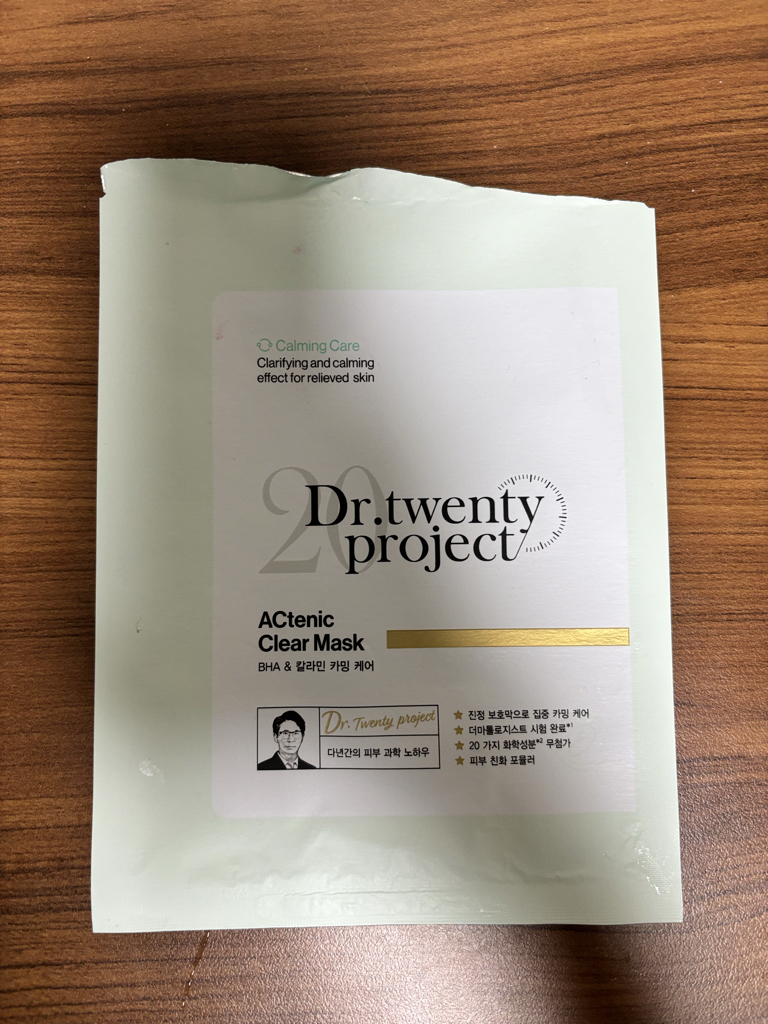 Calming Care
Clarifying and calming
effect for relieved skin
20
Dr.twenty
project
ACtenic
Clear Mask
BHA & 칼라민 카밍 케어
Dr. Twenty project
다년간의 피부 과학 노하우
진정 보호막으로 집중 카밍 케어
더마톨로지스트 시험 완료*1
20 가지 화학성분*2 무첨가
피부 친화 포뮬러